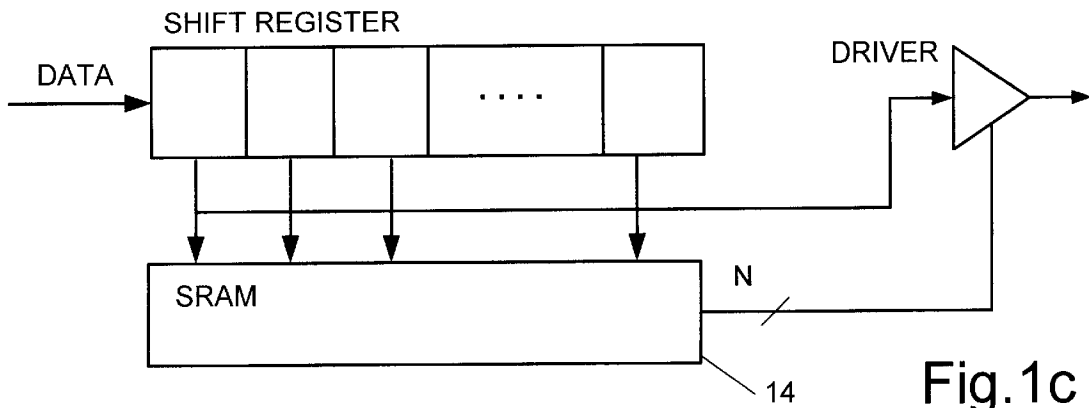 SHIFT REGISTER
DRIVER
DATA
. . . .
SRAM
N
14
Fig.1c